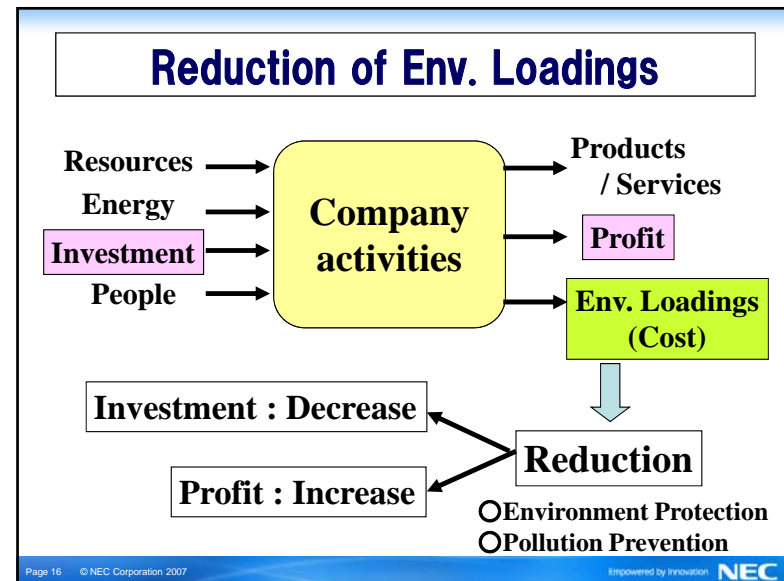 Reduction of Env. Loadings
Resources
Energy
Investment
People
Company
activities
Products
/ Services
Profit
Env. Loadings
(Cost)
Investment : Decrease
Profit : Increase
Reduction
○Environment Protection
○Pollution Prevention
Page 16 © NEC Corporation 2007
Empowered by Innovation NEC